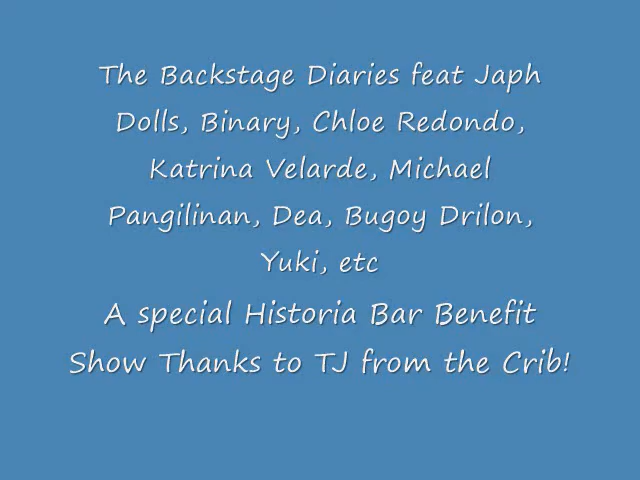 The Backstage Diaries feat Japh
Dolls, Binary, Chloe Redondo,
Katrina Velarde, Michael
Pangilinan, Dea, Bugoy Drilon,
Yuki, etc
A special Historia Bar Benefit
Show Thanks to TJ from the Crib!